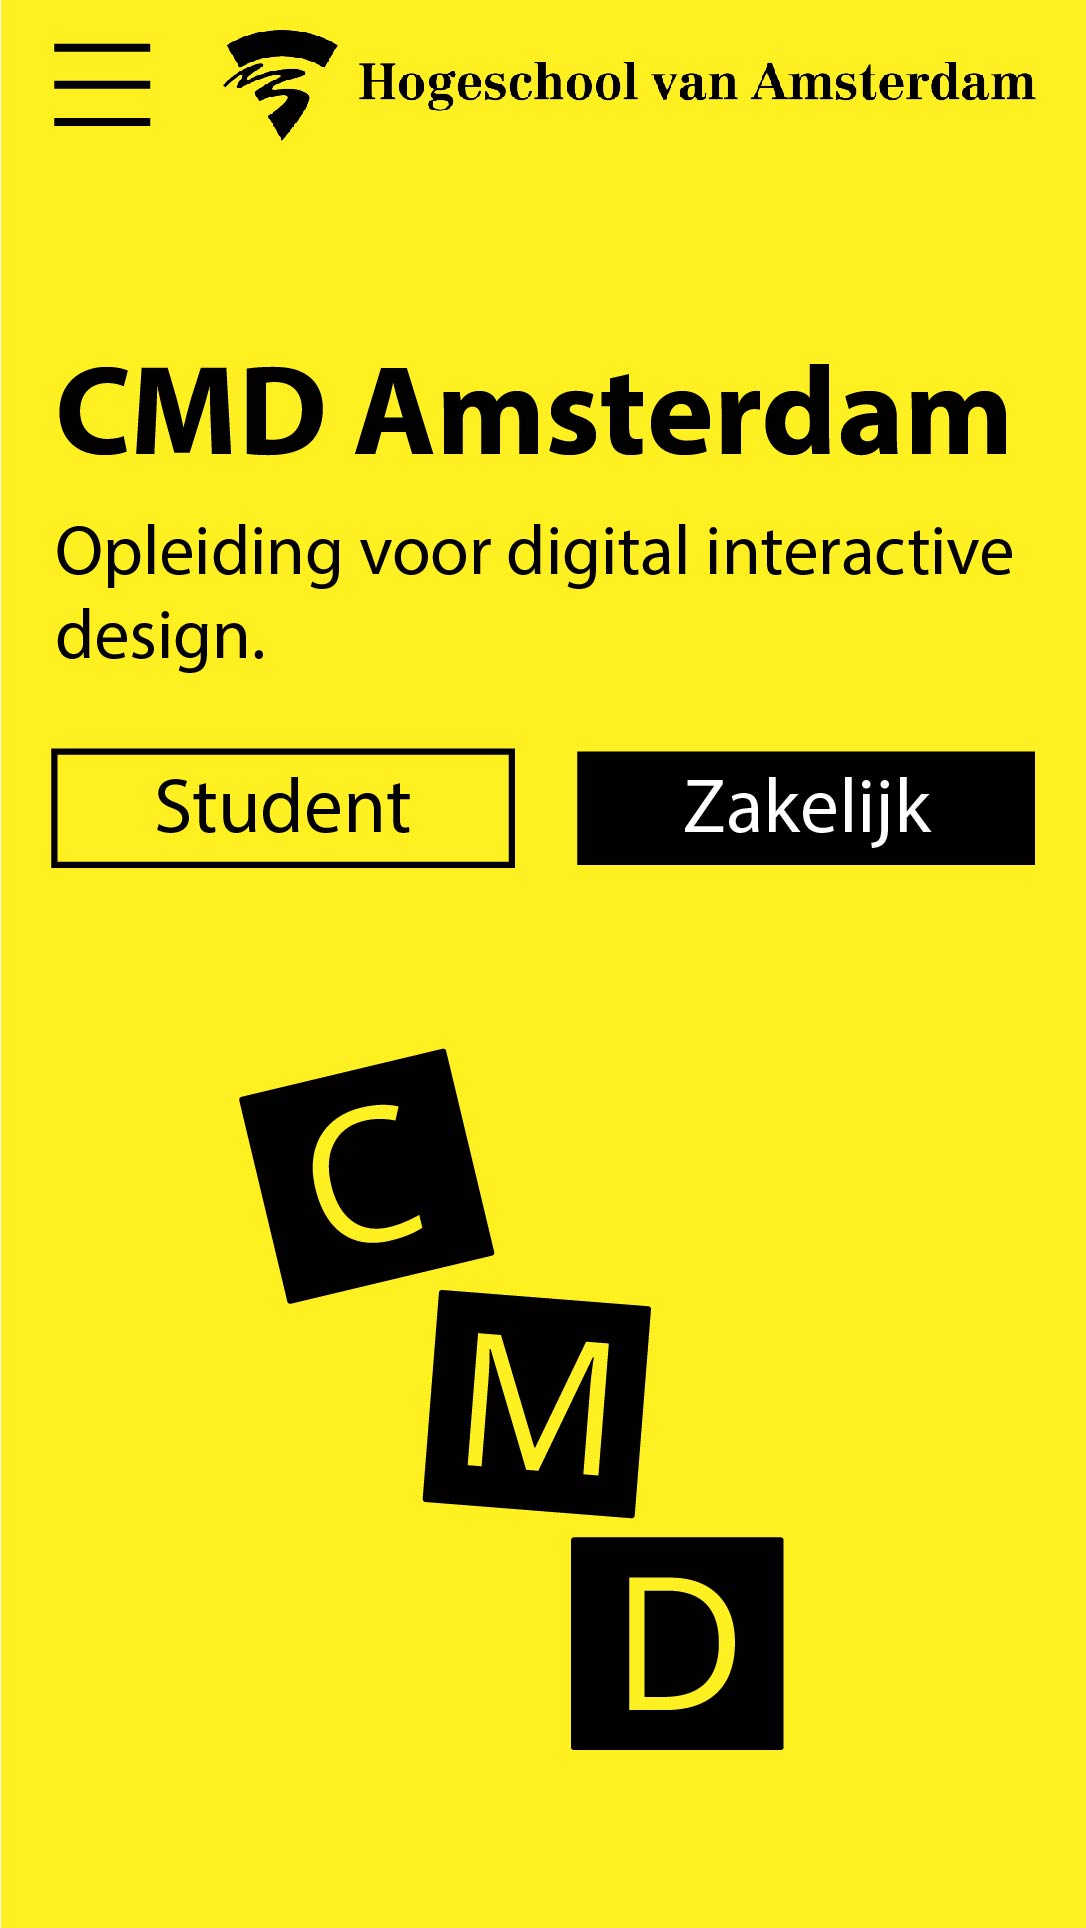 Hogeschool van Amsterdam
CMD Amsterdam
Opleiding voor digital interactive
design.
Student
Zakelijk
C
M
D